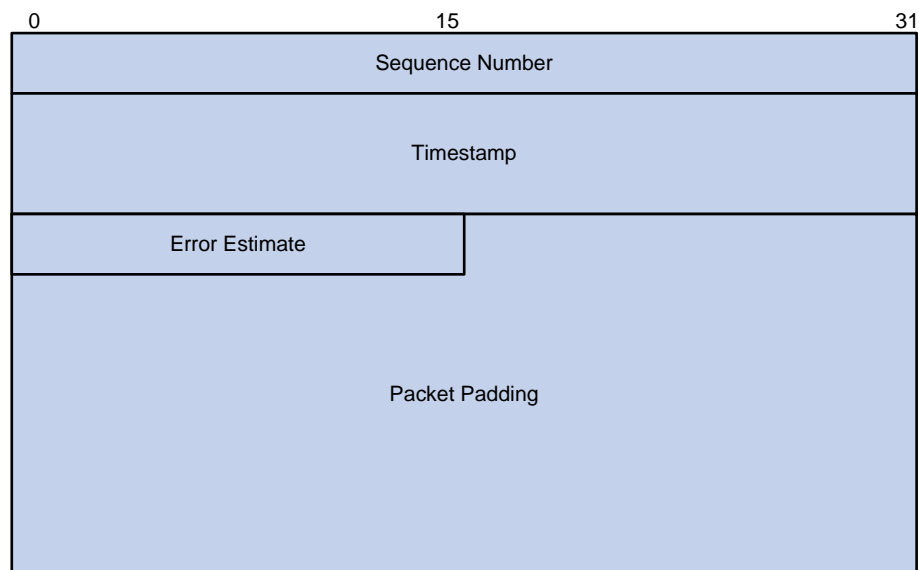 0 15 31
Sequence Number
Timestamp
Error Estimate
Packet Padding